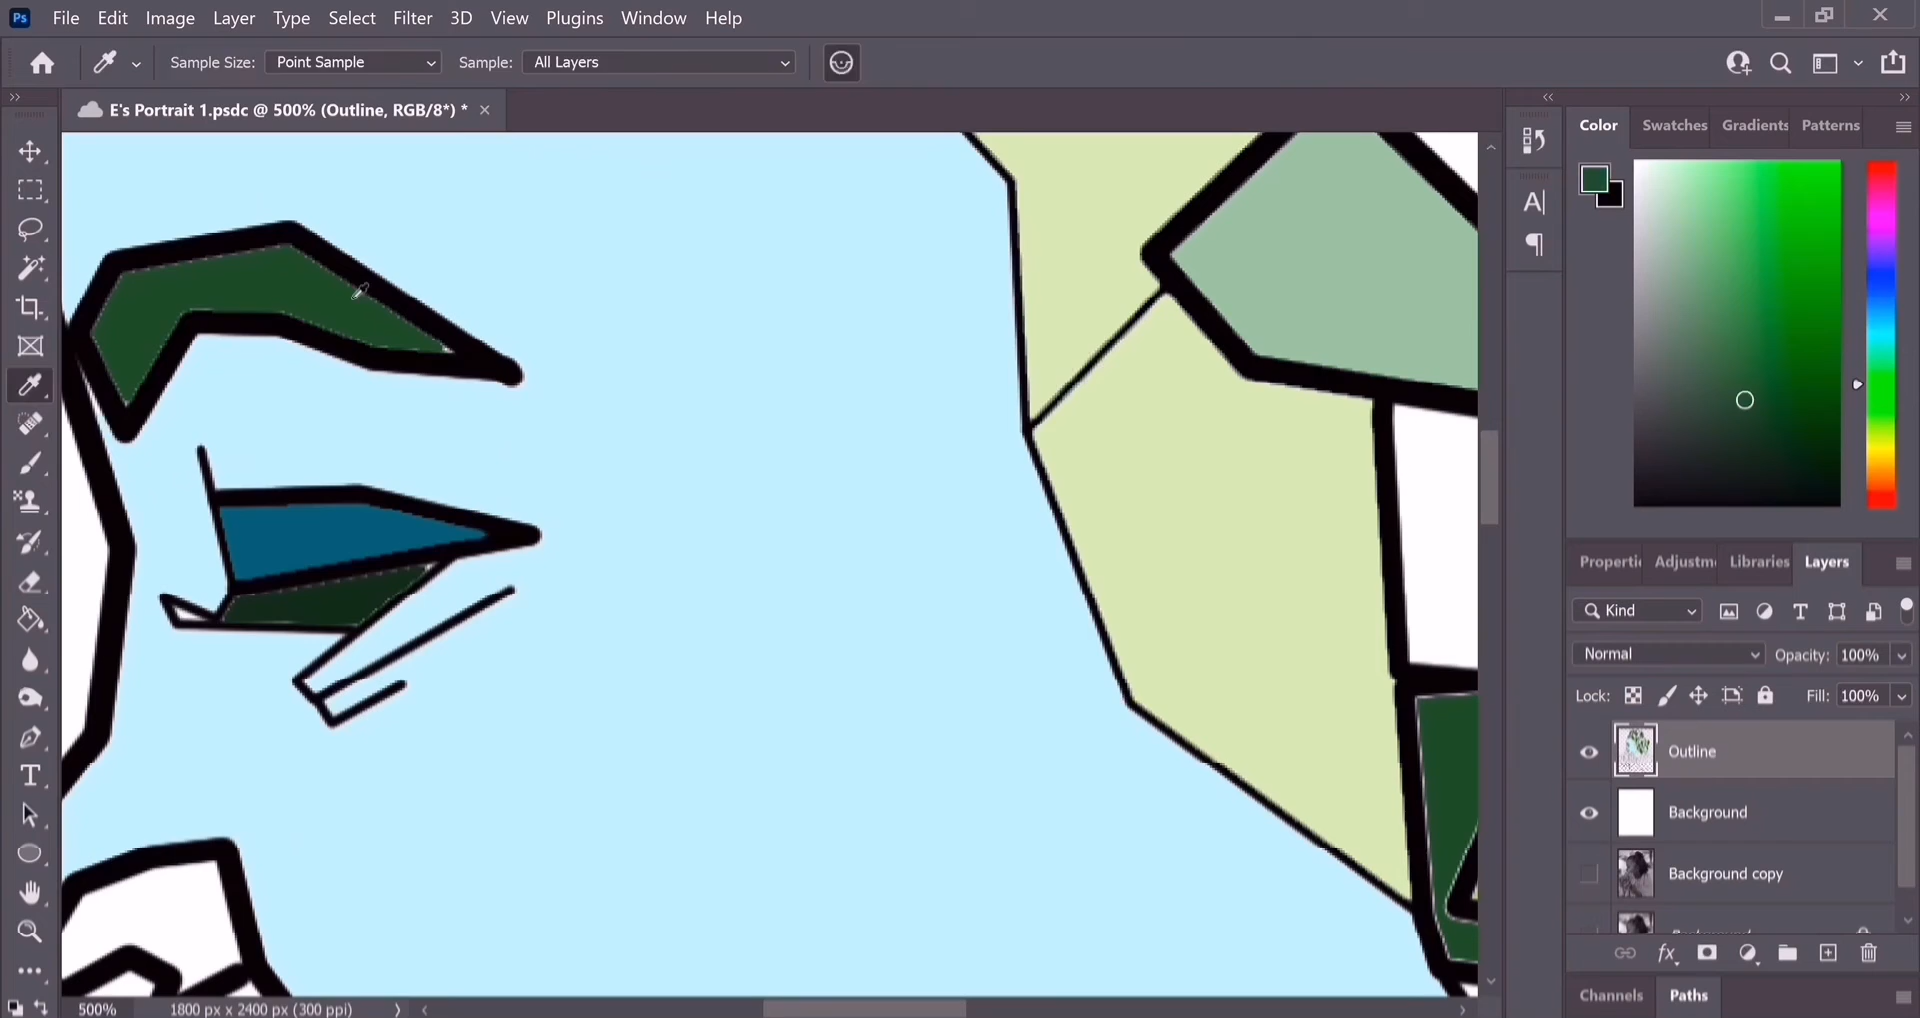 Ps File Edit Image Layer Type Select Filter 3D View Plugins Window Help
Sample Size: Point Sample Sample: All Layers
E's Portrait 1.psdc @ 500% (Outline, RGB/8*) *
Color Swatches Gradients Patterns
Properti Adjustm Libraries Layers
Kind
Normal Opacity: 100%
Lock: Fill: 100%
Outline
Background
Background copy
Channels Paths
500% 1800 px x 2400 px (300 ppi)